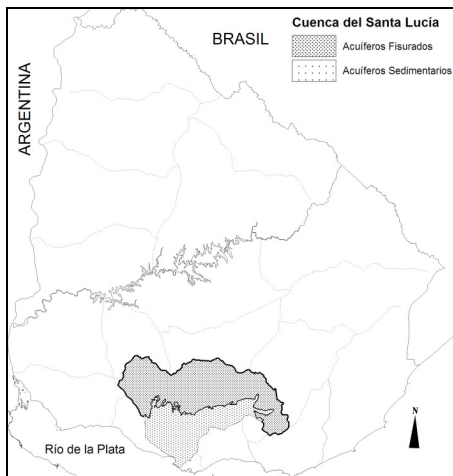 Cuenca del Santa Lucía
BRASIL
Acuíferos Fisurados
Acuíferos Sedimentarios
ARGENTINA
N
Río de la Plata